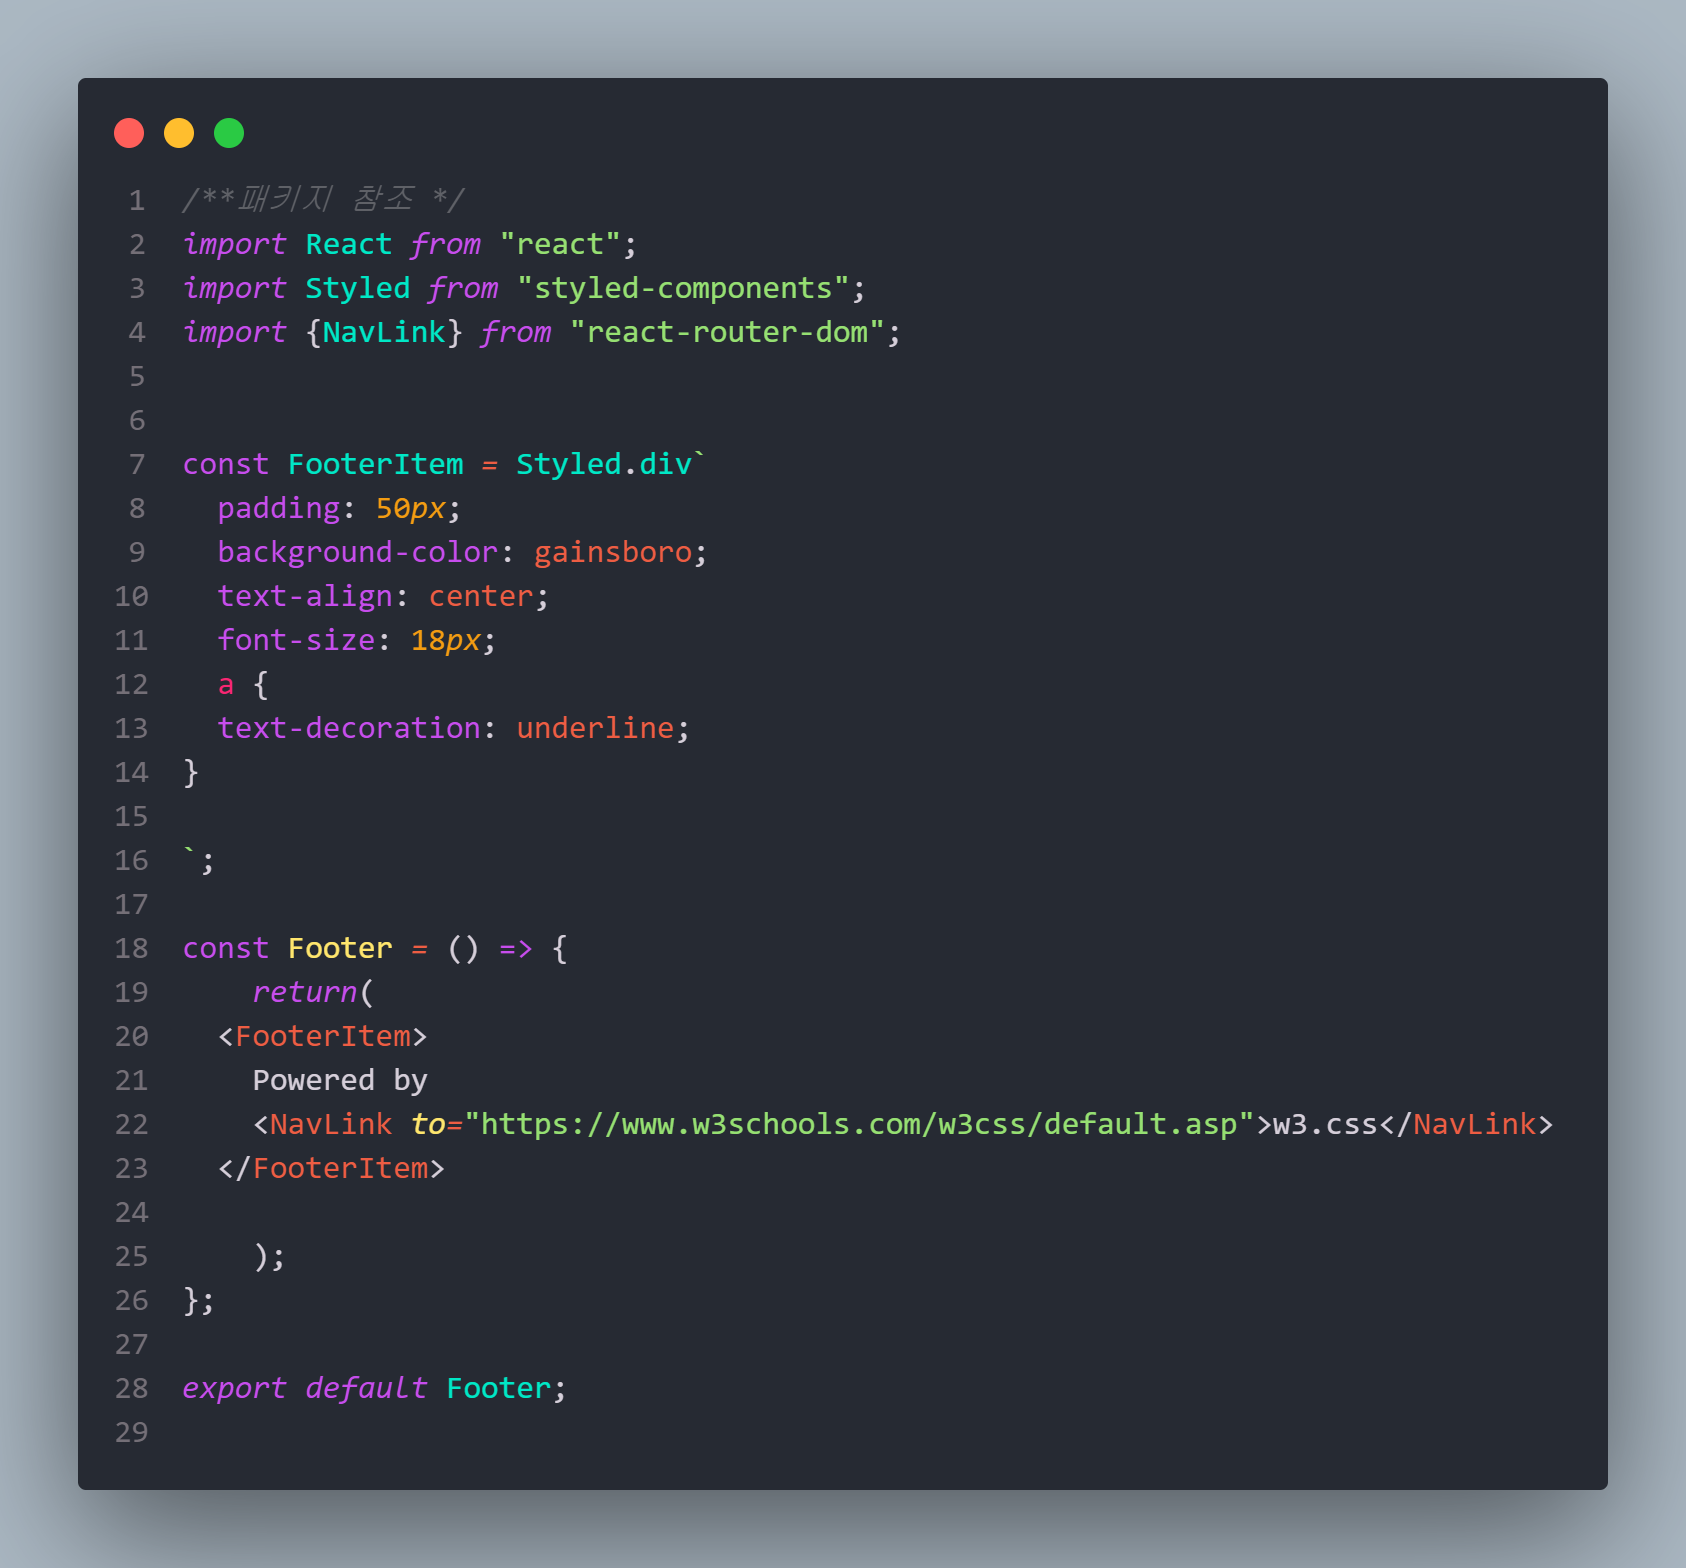 1 /**패키지 참조 */
2 import React from "react";
3 import Styled from "styled-components";
4 import {NavLink} from "react-router-dom";
5
6
7 const FooterItem = Styled.div`
8   padding: 50px;
9   background-color: gainsboro;
10   text-align: center;
11   font-size: 18px;
12   a {
13   text-decoration: underline;
14 }
15
16 `;
17
18 const Footer = () => {
19     return(
20   <FooterItem>
21     Powered by
22     <NavLink to="https://www.w3schools.com/w3css/default.asp">w3.css</NavLink>
23   </FooterItem>
24
25     );
26 };
27
28 export default Footer;
29